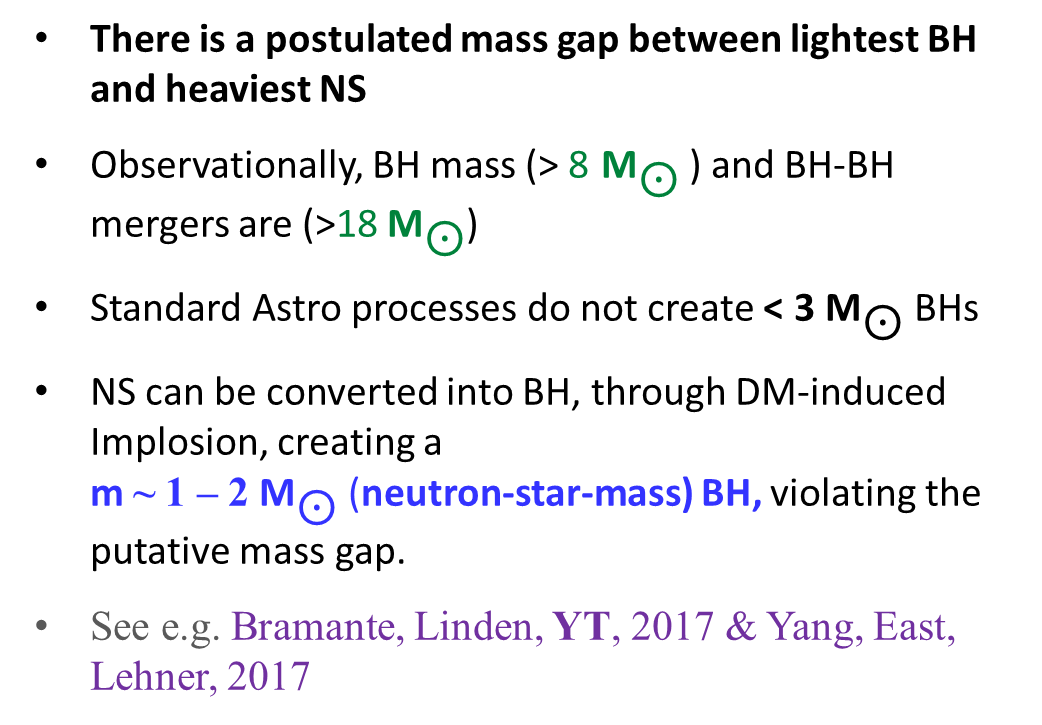 • There is a postulated mass gap between lightest BH
and heaviest NS
• Observationally, BH mass (> 8 M⊙ ) and BH-BH
mergers are (>18 M⊙)
• Standard Astro processes do not create < 3 M⊙ BHs
• NS can be converted into BH, through DM-induced
Implosion, creating a
m ~ 1 – 2 M⊙ (neutron-star-mass) BH, violating the
putative mass gap.
• See e.g. Bramante, Linden, YT, 2017 & Yang, East,
Lehner, 2017